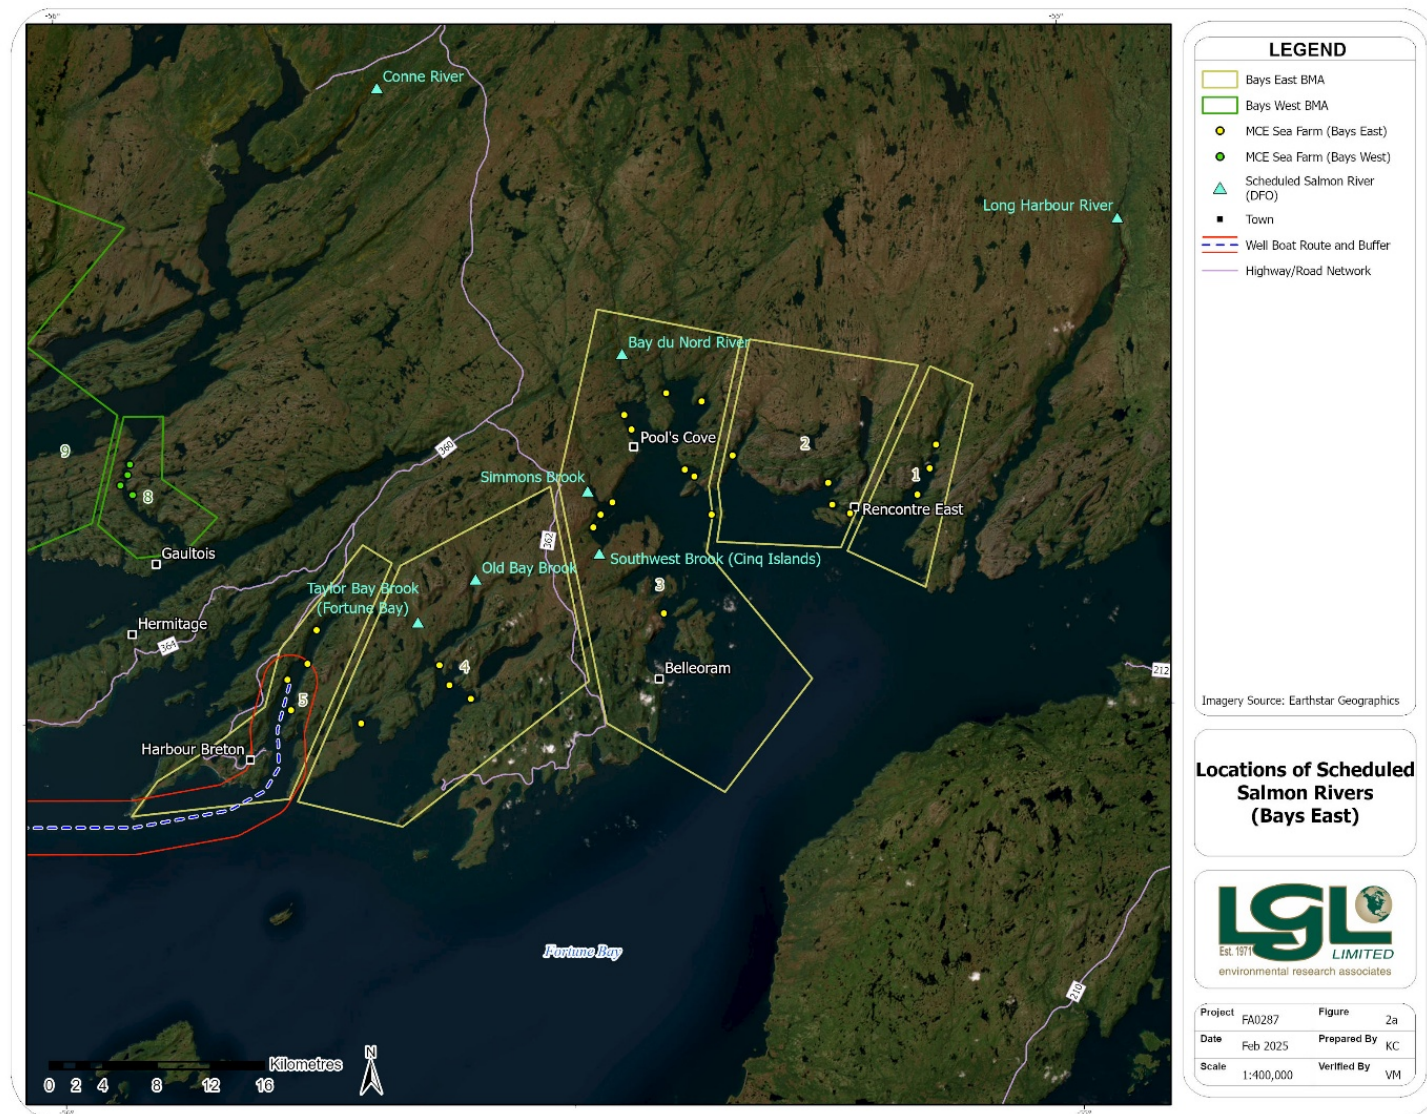 -56°
-55°
Conne River
Long Harbour River
Bay du Nord River
9
360
2
Pool's Cove
1
8
Simmons Brook
Rencontre East
Gaultois
362
Southwest Brook (Cinq Islands)
Old Bay Brook
Taylor Bay Brook
(Fortune Bay)
3
Hermitage
364
4
Belleoram
212
5
Harbour Breton
Fortune Bay
210
Kilometres
0 2 4 8 12 16
N
LEGEND
Bays East BMA
Bays West BMA
MCE Sea Farm (Bays East)
MCE Sea Farm (Bays West)
Scheduled Salmon River
(DFO)
Town
Well Boat Route and Buffer
Highway/Road Network
Imagery Source: Earthstar Geographics
Locations of Scheduled
Salmon Rivers
(Bays East)
LGL
Est. 1971
LIMITED
environmental research associates
Project FA0287 Figure 2a
Date Feb 2025 Prepared By KC
Scale 1:400,000 Verified By VM